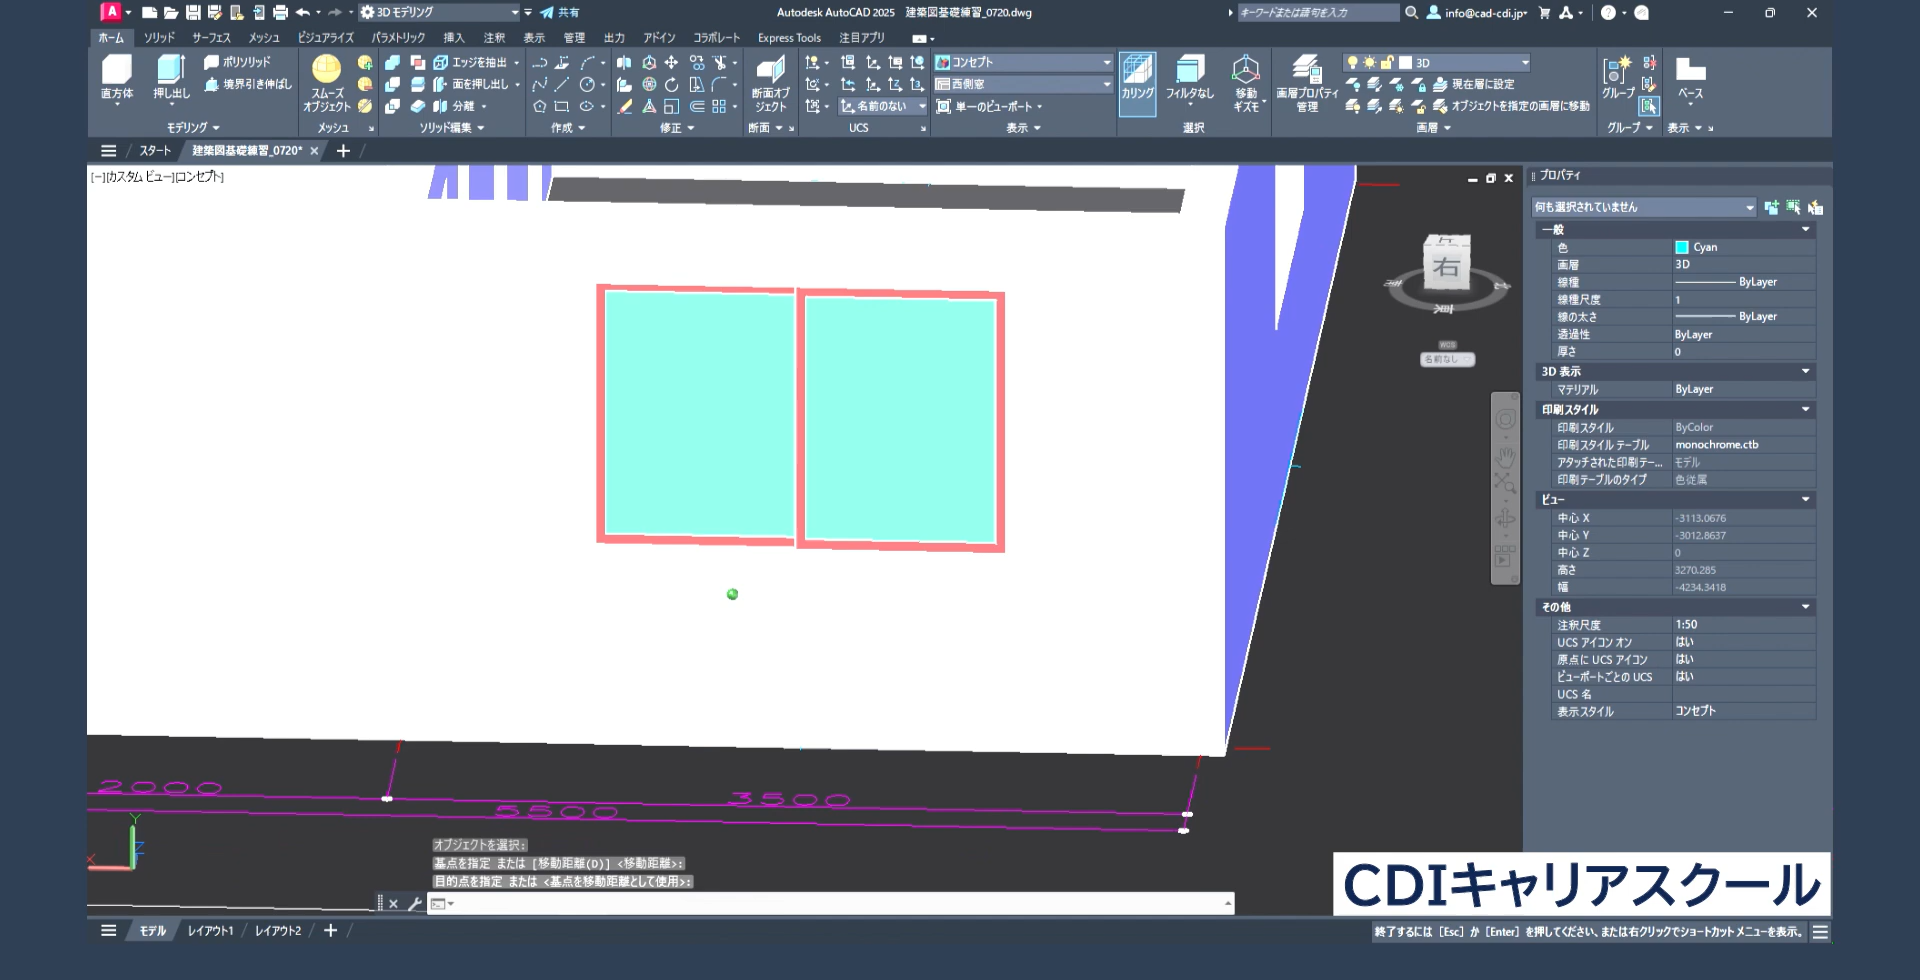 3D モデリング
共有
Autodesk AutoCAD 2025 建築図基礎練習_0720.dwg
キーワードまたは語句を入力
info@cad-cdi.jp
ホーム ソリッド サーフェス メッシュ ビジュアライズ パラメトリック 挿入 注釈 表示 管理 出力 アドイン コラボレート Express Tools 注目アプリ
直方体
押し出し
ポリソリッド
境界引き伸ばし
スムーズ
オブジェクト
エッジを抽出
面を押し出し
分離
断面オブ
ジェクト
名前のない
コンセプト
西側窓
単一のビューポート
カリング
フィルタなし
移動
ギズモ
画層プロパティ
管理
3D
現在層に設定
オブジェクトを指定の画層に移動
グループ
ベース
モデリング メッシュ ソリッド編集 作成 修正 断面 UCS 表示 選択 画層 グループ 表示
スタート 建築図基礎練習_0720*
[−][カスタム ビュー][コンセプト]
右
WCS
名前なし
プロパティ
何も選択されていません
一般
色 Cyan
画層 3D
線種 ByLayer
線種尺度 1
線の太さ ByLayer
透過性 ByLayer
厚さ 0
3D 表示
マテリアル ByLayer
印刷スタイル
印刷スタイル ByColor
印刷スタイル テーブル monochrome.ctb
アタッチされた印刷テー... モデル
印刷テーブルのタイプ 色従属
ビュー
中心 X -3113.0676
中心 Y -3012.8637
中心 Z 0
高さ 3270.285
幅 -4234.3418
その他
注釈尺度 1:50
UCS アイコン オン はい
原点に UCS アイコン はい
ビューポートごとの UCS はい
UCS 名
表示スタイル コンセプト
2000
3500
5500
Y
Z
X
オブジェクトを選択:
基点を指定 または [移動距離(D)] <移動距離>:
目的点を指定 または <基点を移動距離として使用>:
CDIキャリアスクール
モデル レイアウト1 レイアウト2
終了するには [Esc] か [Enter] を押してください、または右クリックでショートカット メニューを表示。